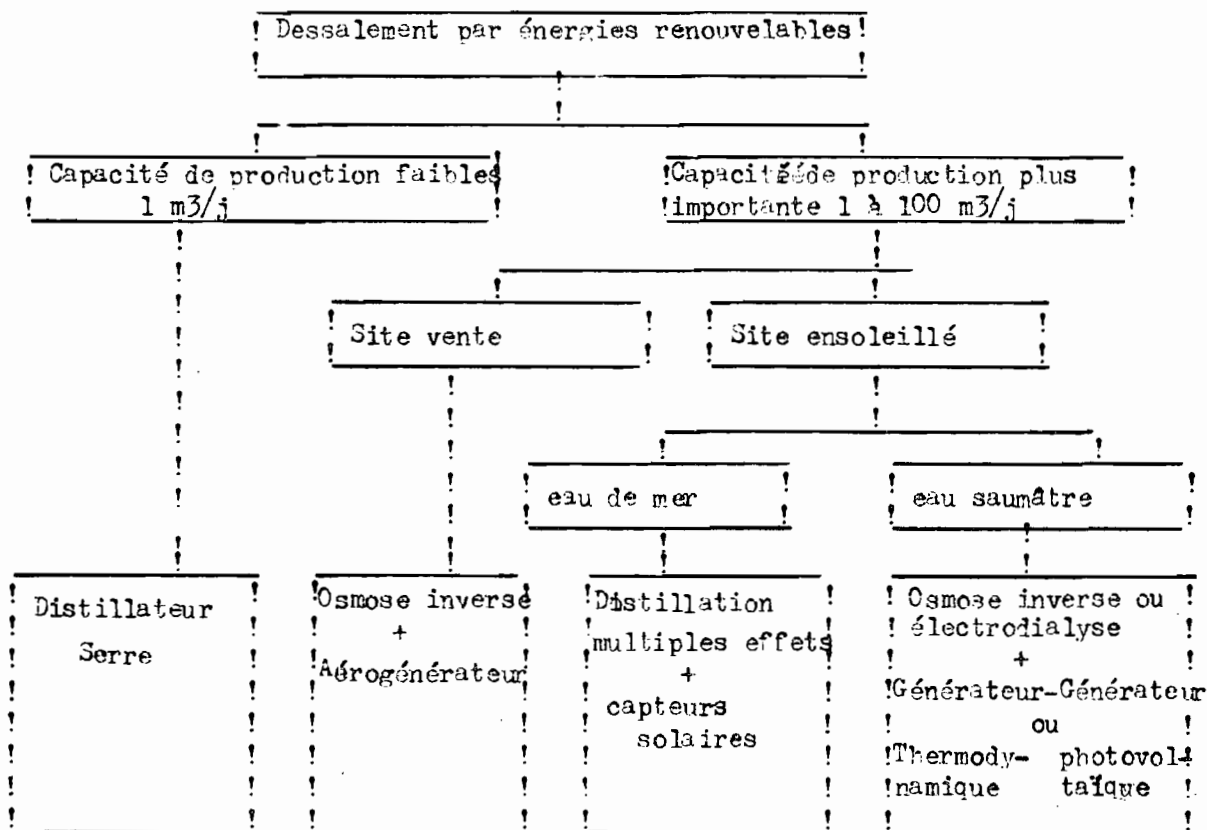 Dessalement par énergies renouvelables
Capacité de production faibles
1 m3/j
Capacitéede production plus
importante 1 à 100 m3/j
Site vente
Site ensoleillé
eau de mer
eau saumâtre
Distillateur
Serre
Osmose inverse
+
Aérogénérateur
Distillation
multiples effets
+
capteurs
solaires
Osmose inverse ou
électrodialyse
+
Générateur-Générateur
ou
Thermody- photovol-
namique taïque